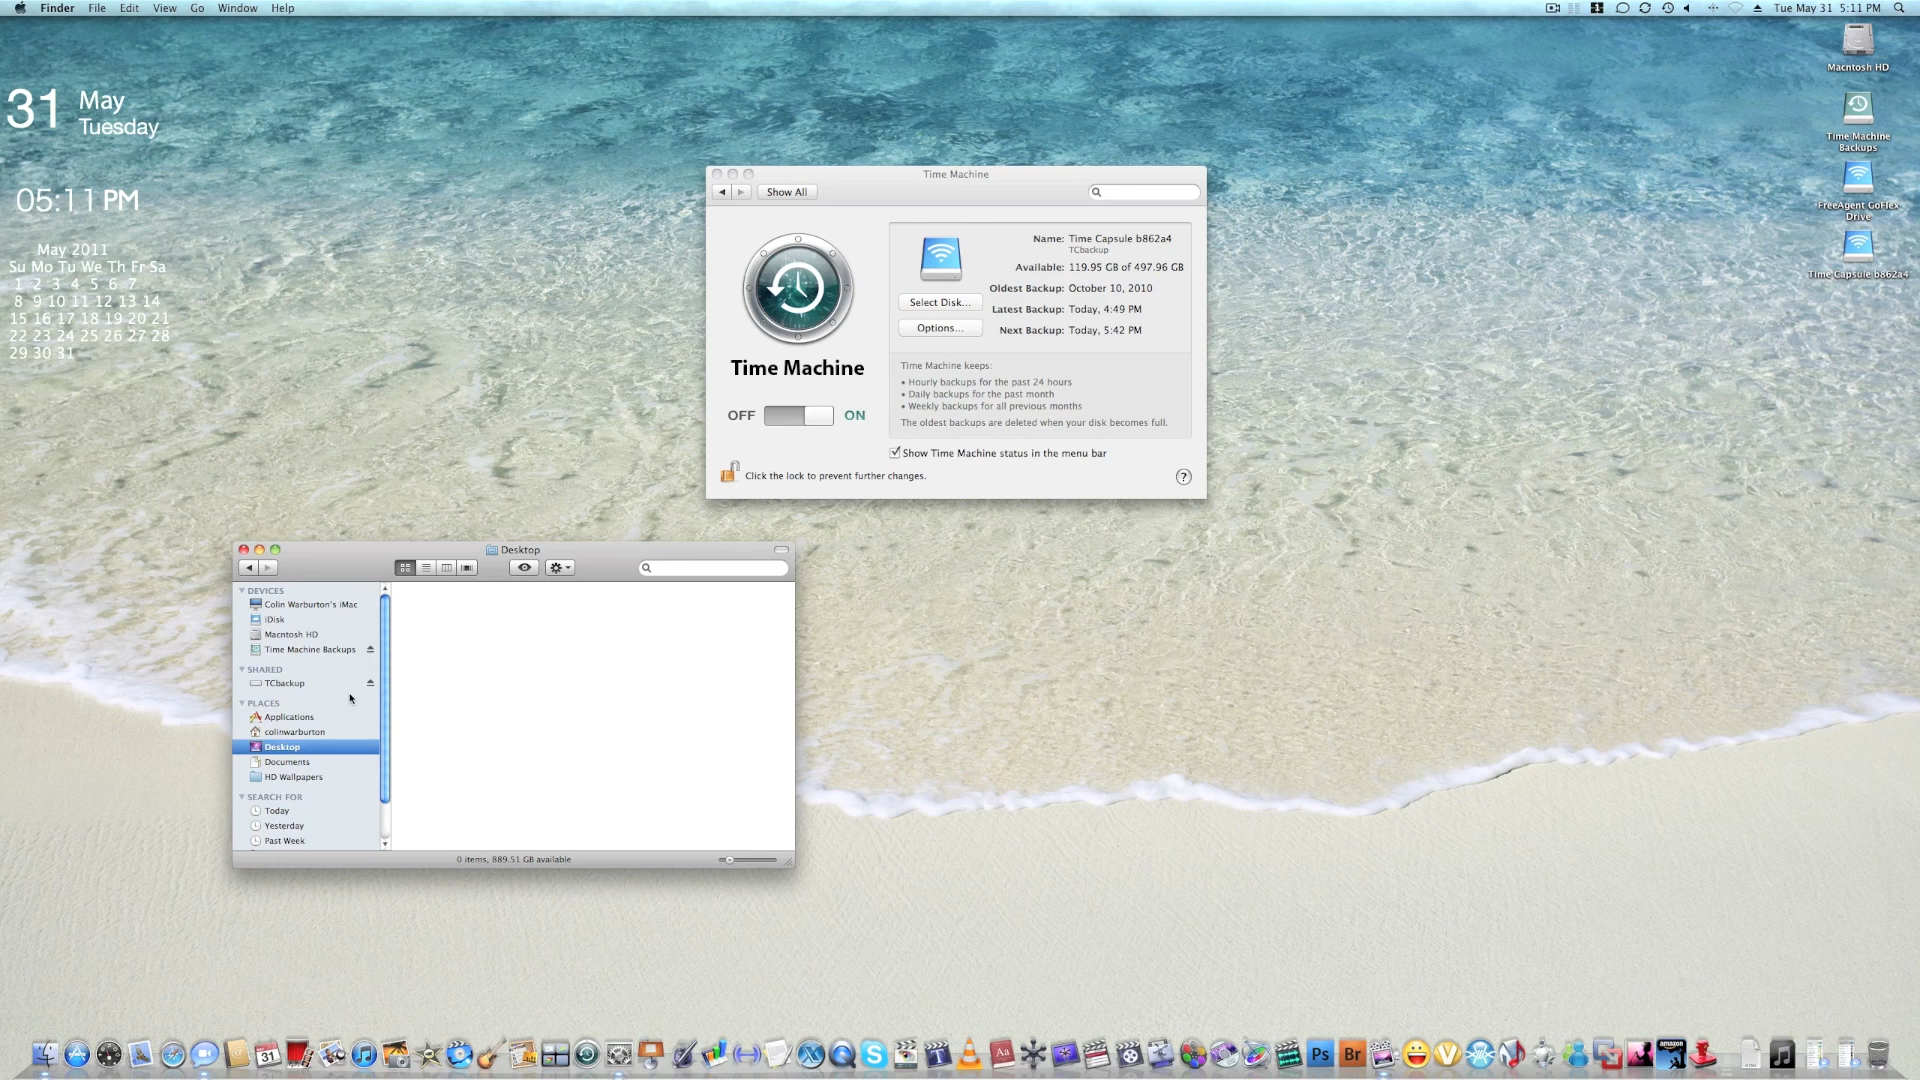 Finder File Edit View Go Window Help
Tue May 31 5:11 PM
31 May
Tuesday
05:11 PM
May 2011
Su Mo Tu We Th Fr Sa
1 2 3 4 5 6 7
8 9 10 11 12 13 14
15 16 17 18 19 20 21
22 23 24 25 26 27 28
29 30 31
Macntosh HD
Time Machine
Backups
FreeAgent GoFlex
Drive
Time Capsule b862a4
Time Machine
Show All
Name: Time Capsule b862a4
TCbackup
Available: 119.95 GB of 497.96 GB
Oldest Backup: October 10, 2010
Latest Backup: Today, 4:49 PM
Next Backup: Today, 5:42 PM
Select Disk...
Options...
Time Machine
OFF ON
Time Machine keeps:
• Hourly backups for the past 24 hours
• Daily backups for the past month
• Weekly backups for all previous months
The oldest backups are deleted when your disk becomes full.
Show Time Machine status in the menu bar
Click the lock to prevent further changes.
?
Desktop
DEVICES
Colin Warburton's iMac
iDisk
Macntosh HD
Time Machine Backups
SHARED
TCbackup
PLACES
Applications
colinwarburton
Desktop
Documents
HD Wallpapers
SEARCH FOR
Today
Yesterday
Past Week
0 items, 889.51 GB available
31
Aa
Ps
Br
amazon